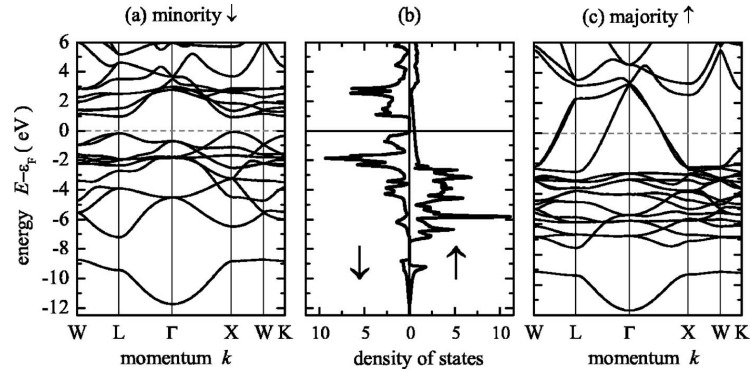 (a) minority ↓
(b)
(c) majority ↑
energy E-εF ( eV )
6
4
2
0
-2
-4
-6
-8
-10
-12
W L Γ X W K
10 5 0 5 10
W L Γ X W K
momentum k
density of states
momentum k